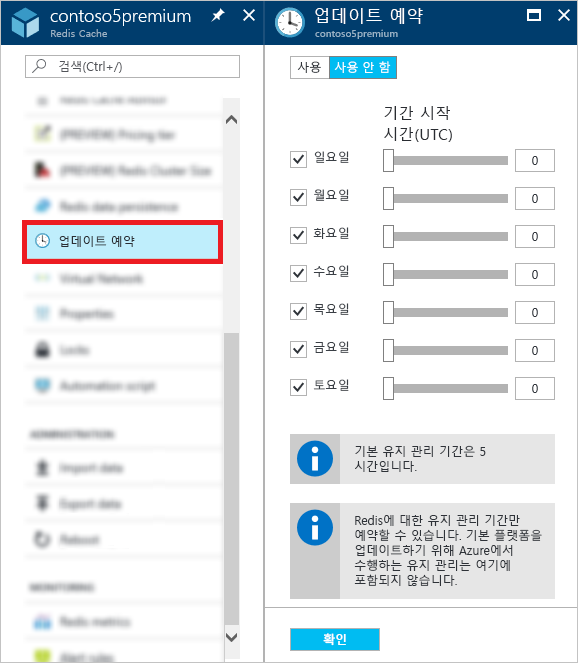 contoso5premium
Redis Cache
검색(Ctrl+/)
(PREVIEW) Pricing tier
(PREVIEW) Redis Cluster Size
Redis data persistence
업데이트 예약
Virtual Network
Properties
Locks
Automation script
ADMINISTRATION
Import data
Export data
Reboot
MONITORING
Redis metrics
Alert rules
업데이트 예약
contoso5premium
사용
사용 안 함
기간 시작
시간(UTC)
일요일 0
월요일 0
화요일 0
수요일 0
목요일 0
금요일 0
토요일 0
기본 유지 관리 기간은 5
시간입니다.
Redis에 대한 유지 관리 기간만
예약할 수 있습니다. 기본 플랫폼을
업데이트하기 위해 Azure에서
수행하는 유지 관리는 여기에
포함되지 않습니다.
확인